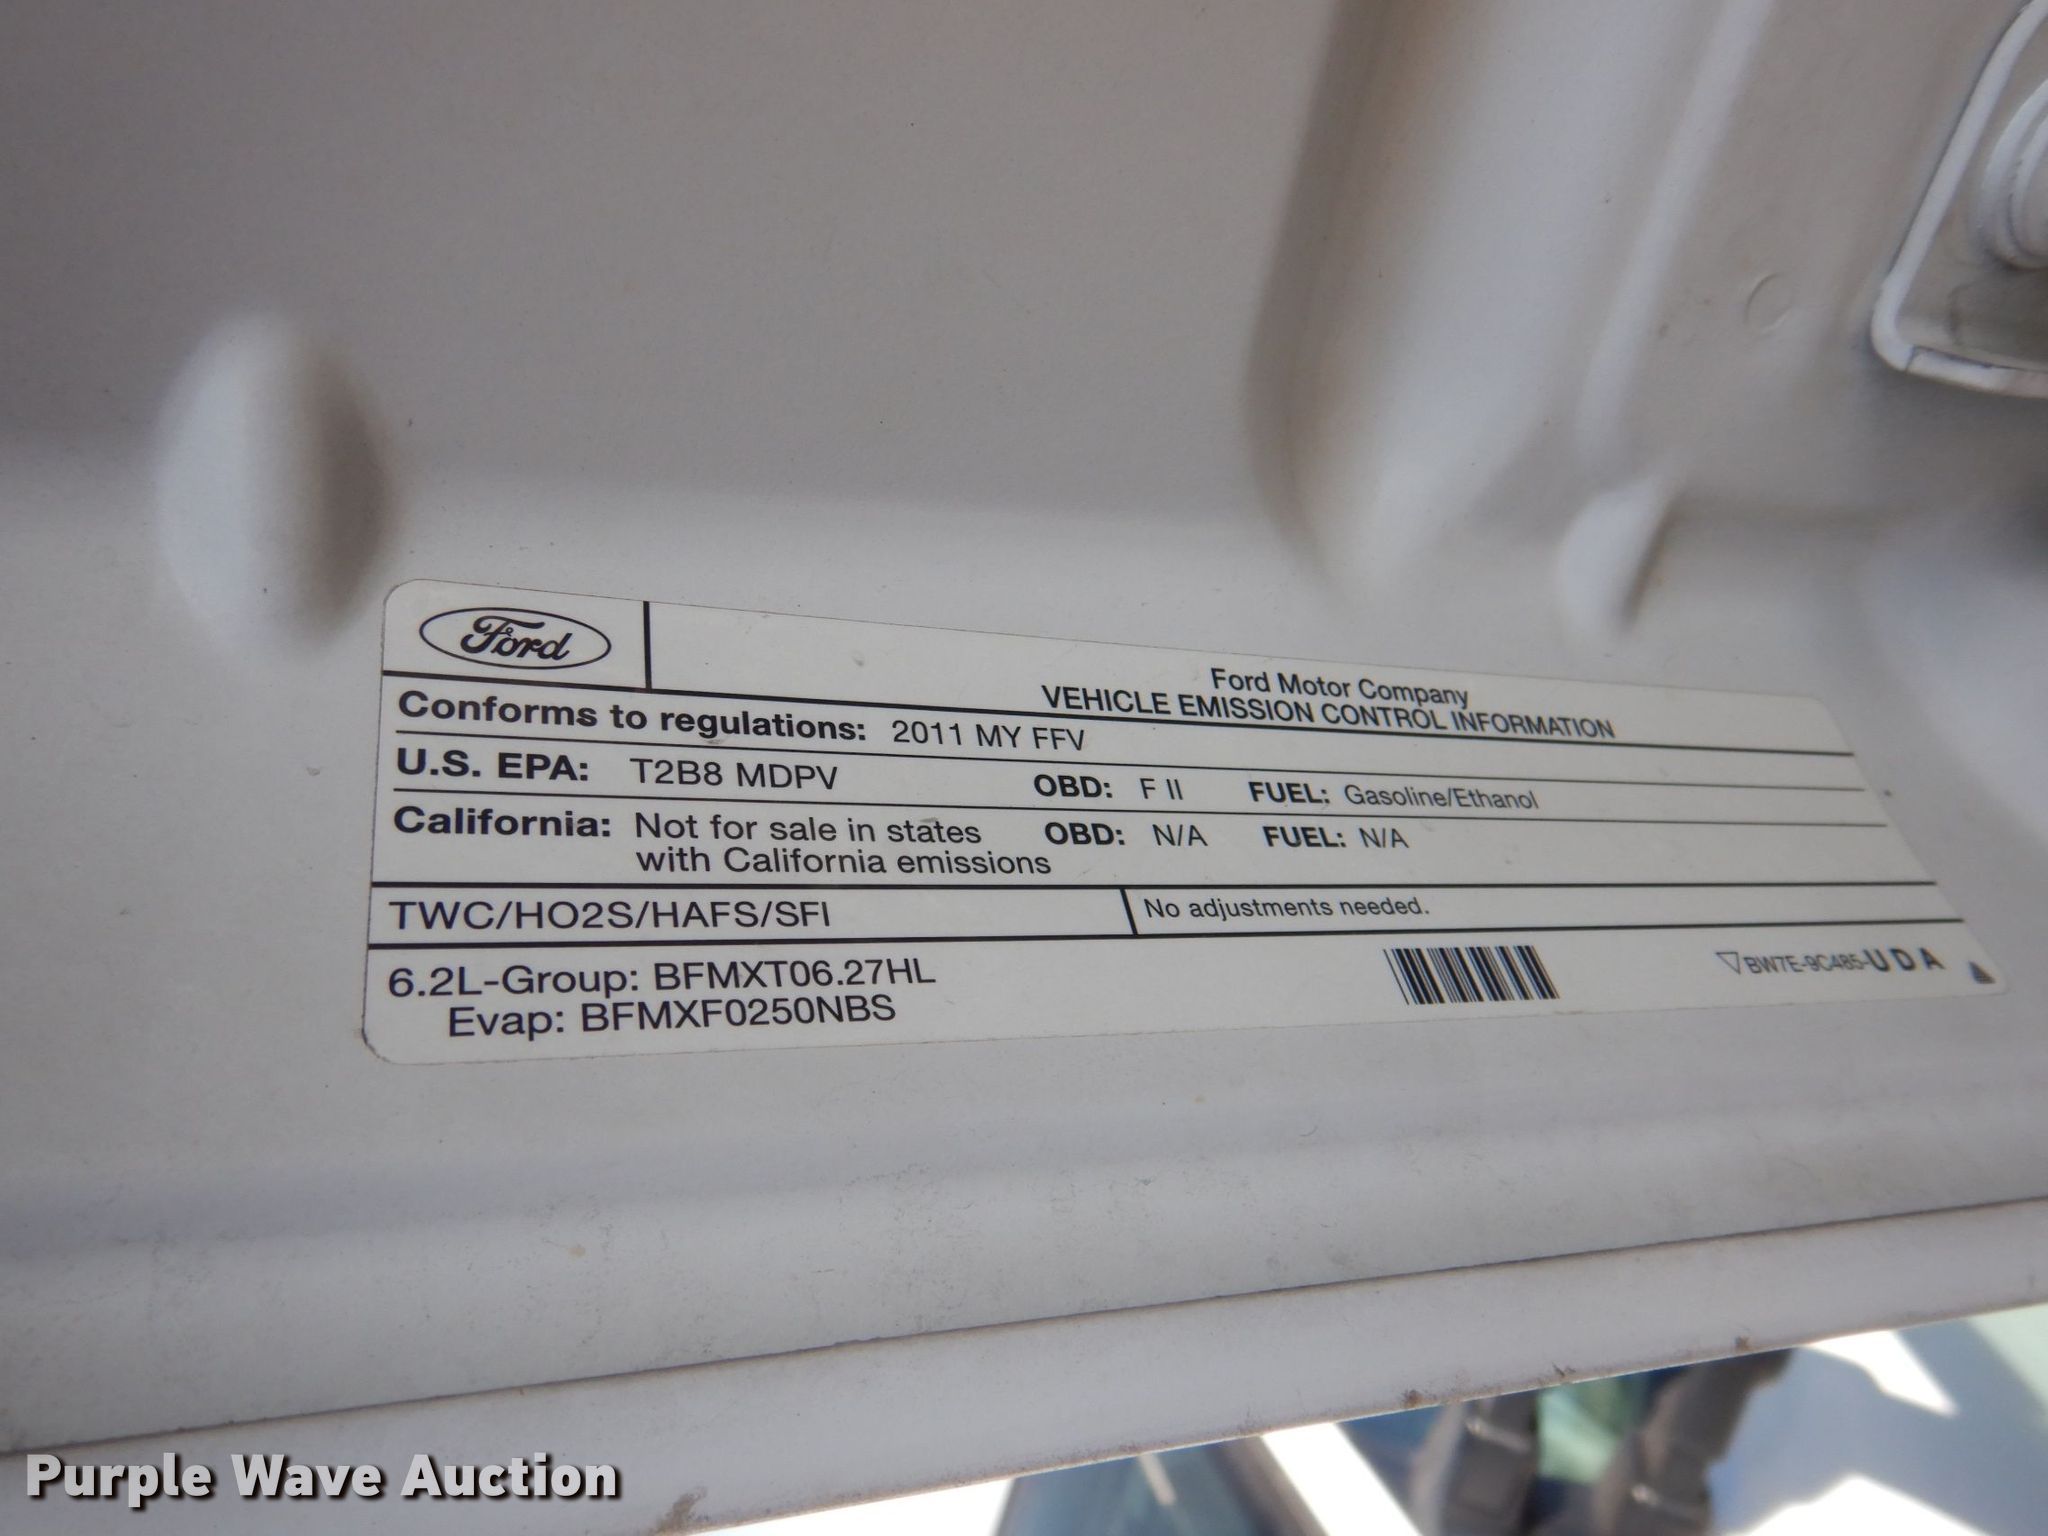 Ford
Ford Motor Company
VEHICLE EMISSION CONTROL INFORMATION
Conforms to regulations: 2011 MY FFV
U.S. EPA: T2B8 MDPV OBD: F II FUEL: Gasoline/Ethanol
California: Not for sale in states OBD: N/A FUEL: N/A
with California emissions
TWC/HO2S/HAFS/SFI No adjustments needed.
6.2L-Group: BFMXT06.27HL
Evap: BFMXF0250NBS
BW7E-9C485-UDA
Purple Wave Auction